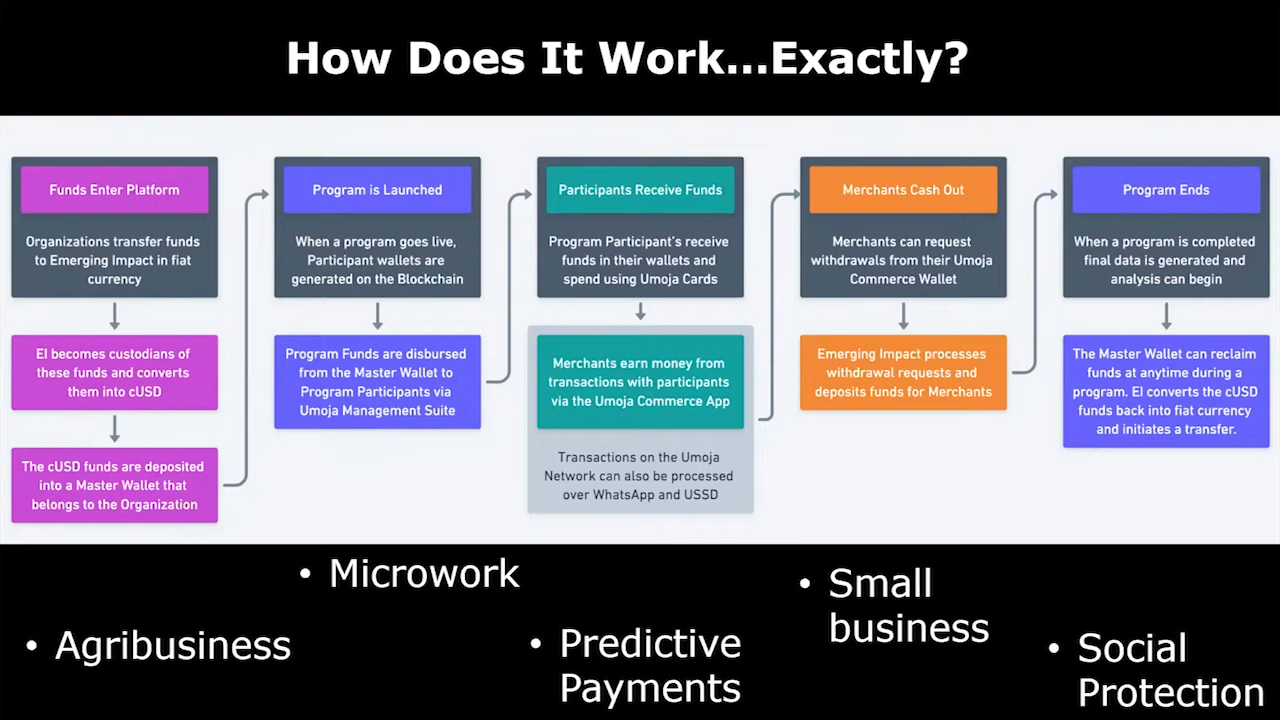 How Does It Work...Exactly?
Funds Enter Platform
Organizations transfer funds
to Emerging Impact in fiat
currency
EI becomes custodians of
these funds and converts
them into cUSD
The cUSD funds are deposited
into a Master Wallet that
belongs to the Organization
Program is Launched
When a program goes live,
Participant wallets are
generated on the Blockchain
Program Funds are disbursed
from the Master Wallet to
Program Participants via
Umoja Management Suite
Participants Receive Funds
Program Participant's receive
funds in their wallets and
spend using Umoja Cards
Merchants earn money from
transactions with participants
via the Umoja Commerce App
Transactions on the Umoja
Network can also be processed
over WhatsApp and USSD
Merchants Cash Out
Merchants can request
withdrawals from their Umoja
Commerce Wallet
Emerging Impact processes
withdrawal requests and
deposits funds for Merchants
Program Ends
When a program is completed
final data is generated and
analysis can begin
The Master Wallet can reclaim
funds at anytime during a
program. EI converts the cUSD
funds back into fiat currency
and initiates a transfer.
• Agribusiness
• Microwork
• Predictive
Payments
• Small
business
• Social
Protection